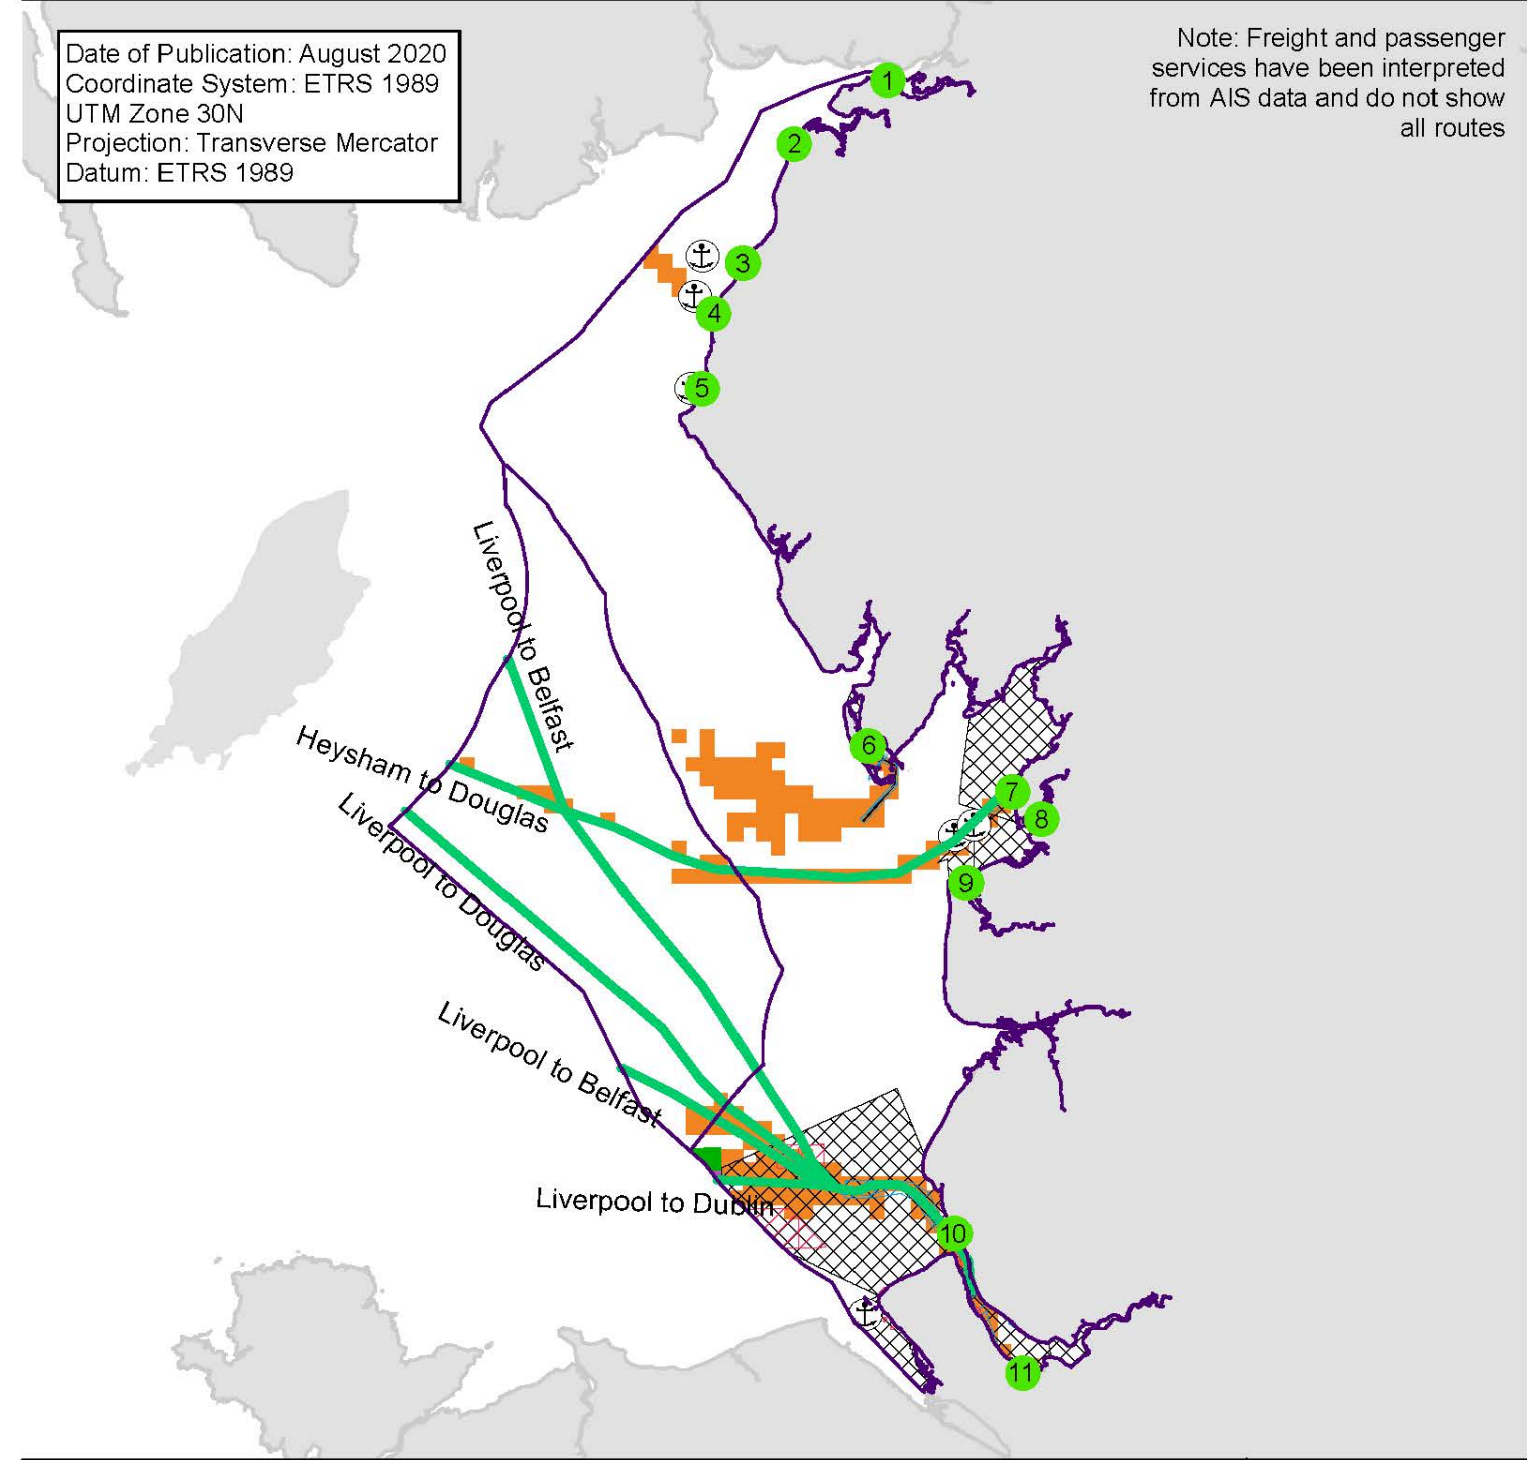 Date of Publication: August 2020
Coordinate System: ETRS 1989
UTM Zone 30N
Projection: Transverse Mercator
Datum: ETRS 1989
Note: Freight and passenger
services have been interpreted
from AIS data and do not show
all routes
1
2
3
4
5
Liverpool to Belfast
6
Heysham to Douglas
7
8
Liverpool to Douglas
9
Liverpool to Belfast
Liverpool to Dublin
10
11